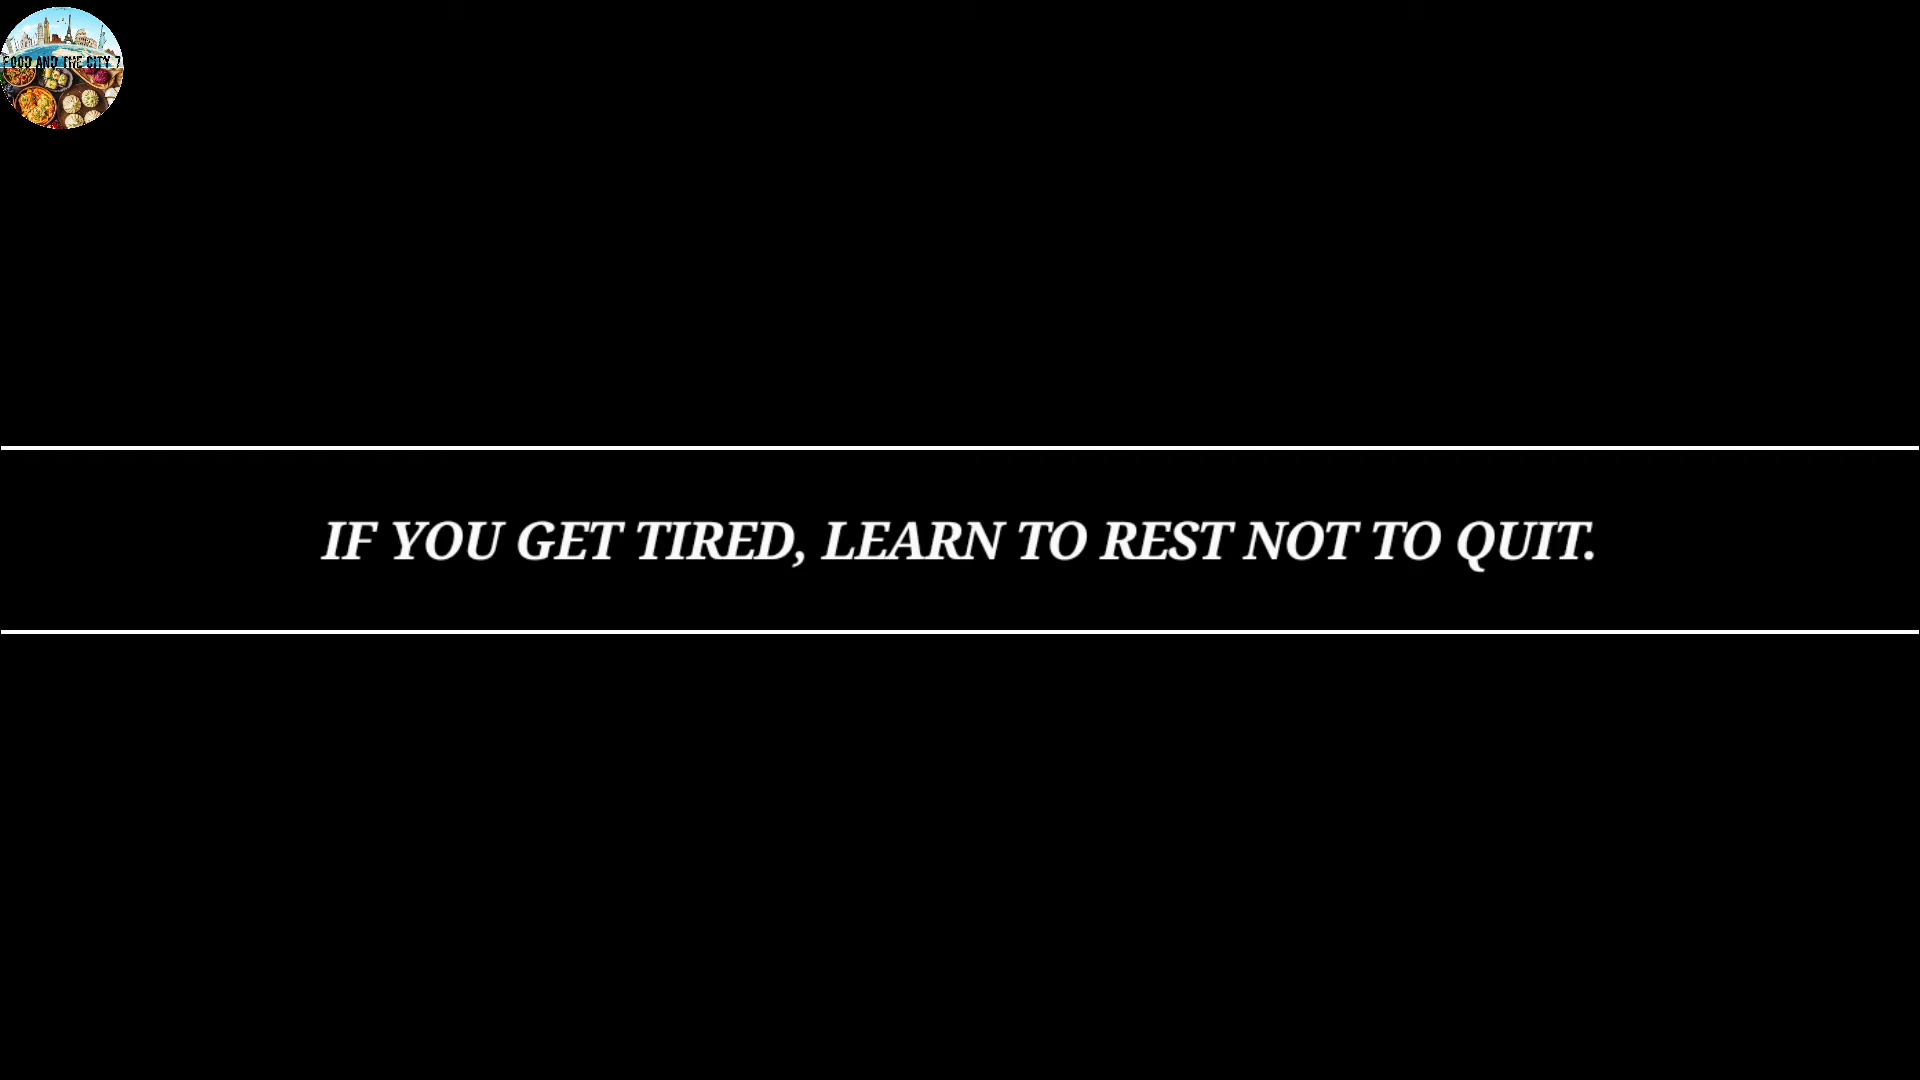 FOOD AND THE CITY 7
IF YOU GET TIRED, LEARN TO REST NOT TO QUIT.